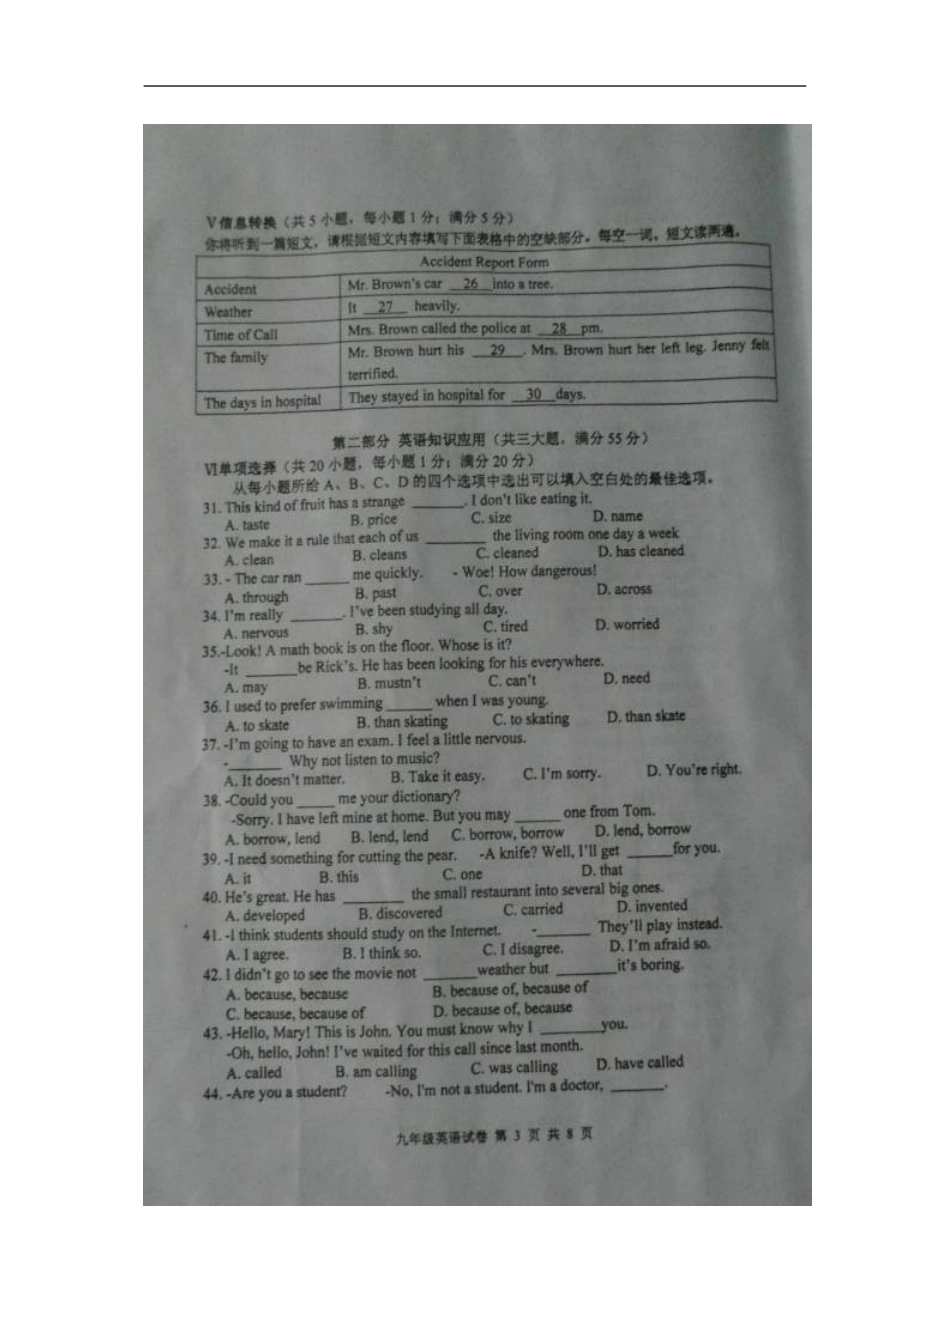 V信息转换（共5小题，每小题1分；满分5分）
你将听到一篇短文，请根据短文内容填写下面表格中的空缺部分。每空一词。短文读两遍。
Accident Report Form
Accident Mr. Brown's car __26__ into a tree.
Weather It __27__ heavily.
Time of Call Mrs. Brown called the police at __28__ pm.
The family Mr. Brown hurt his __29__. Mrs. Brown hurt her left leg. Jenny felt
terrified.
The days in hospital They stayed in hospital for __30__ days.
第二部分 英语知识应用（共三大题，满分55分）
Ⅵ单项选择（共20小题，每小题1分；满分20分）
从每小题所给A、B、C、D的四个选项中选出可以填入空白处的最佳选项。
31. This kind of fruit has a strange ______. I don't like eating it.
A. taste B. price C. size D. name
32. We make it a rule that each of us ______ the living room one day a week
A. clean B. cleans C. cleaned D. has cleaned
33. - The car ran _____ me quickly. - Woe! How dangerous!
A. through B. past C. over D. across
34. I'm really ______. I've been studying all day.
A. nervous B. shy C. tired D. worried
35.-Look! A math book is on the floor. Whose is it?
-It ______be Rick's. He has been looking for his everywhere.
A. may B. mustn't C. can't D. need
36. I used to prefer swimming _____ when I was young.
A. to skate B. than skating C. to skating D. than skate
37. -I'm going to have an exam. I feel a little nervous.
-______ Why not listen to music?
A. It doesn't matter. B. Take it easy. C. I'm sorry. D. You're right.
38. -Could you ____ me your dictionary?
-Sorry. I have left mine at home. But you may _____ one from Tom.
A. borrow, lend B. lend, lend C. borrow, borrow D. lend, borrow
39. -I need something for cutting the pear. -A knife? Well, I'll get _____for you.
A. it B. this C. one D. that
40. He's great. He has _______ the small restaurant into several big ones.
A. developed B. discovered C. carried D. invented
41. -I think students should study on the Internet. -______ They'll play instead.
A. I agree. B. I think so. C. I disagree. D. I'm afraid so.
42. I didn't go to see the movie not ______weather but _______it's boring.
A. because, because B. because of, because of
C. because, because of D. because of, because
43. -Hello, Mary! This is John. You must know why I _______you.
-Oh, hello, John! I've waited for this call since last month.
A. called B. am calling C. was calling D. have called
44. -Are you a student? -No, I'm not a student. I'm a doctor, ______.
九年级英语试卷 第 3 页 共 8 页